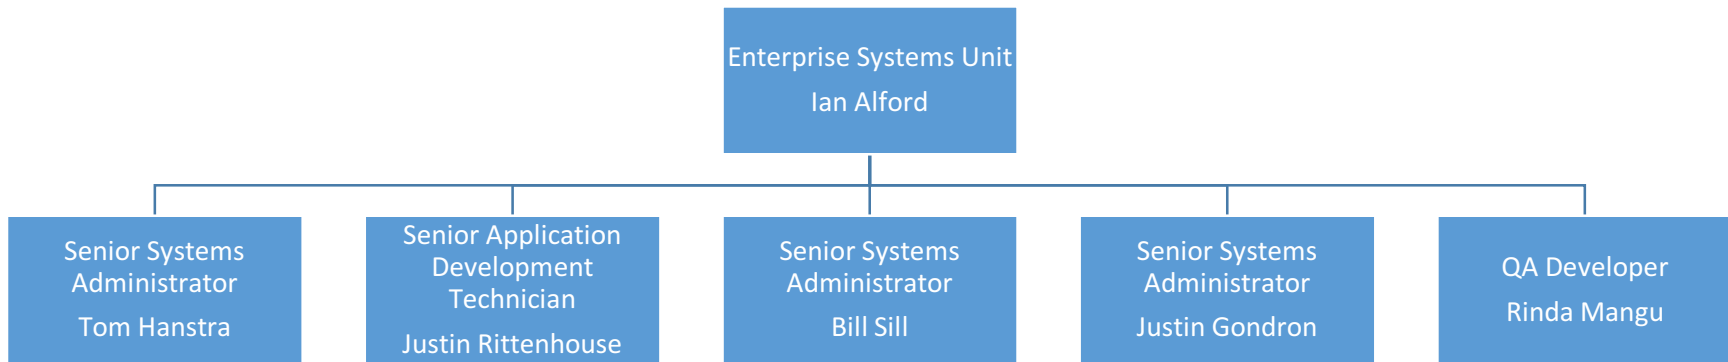 Enterprise Systems Unit
Ian Alford
Senior Systems
Administrator
Tom Hanstra
Senior Application
Development
Technician
Justin Rittenhouse
Senior Systems
Administrator
Bill Sill
Senior Systems
Administrator
Justin Gondron
QA Developer
Rinda Mangu